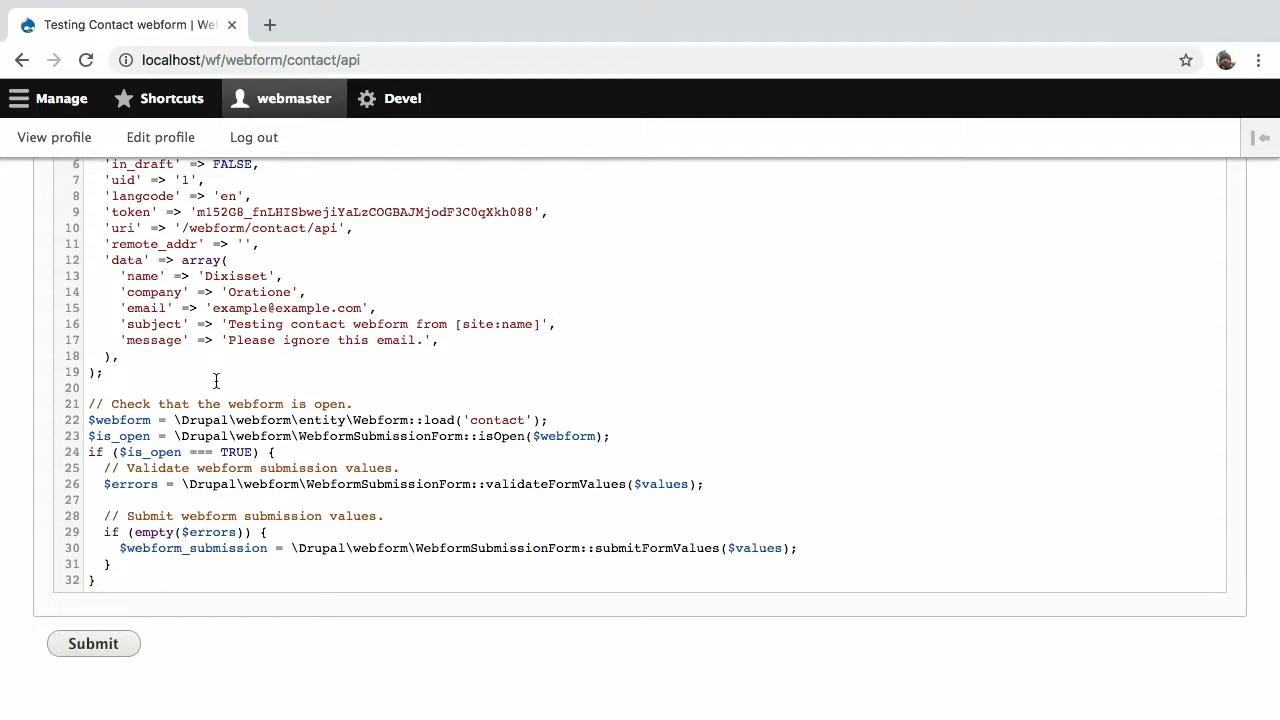 Testing Contact webform | We
localhost/wf/webform/contact/api
Manage Shortcuts webmaster Devel
View profile Edit profile Log out
6 'in_draft' => FALSE,
7 'uid' => '1',
8 'langcode' => 'en',
9 'token' => 'm152G8_fnLHISbwejiYaLzCOGBAJMjodF3C0qXkh088',
10 'uri' => '/webform/contact/api',
11 'remote_addr' => '',
12 'data' => array(
13 'name' => 'Dixisset',
14 'company' => 'Oratione',
15 'email' => 'example@example.com',
16 'subject' => 'Testing contact webform from [site:name]',
17 'message' => 'Please ignore this email.',
18 ),
19 );
20
21 // Check that the webform is open.
22 $webform = \Drupal\webform\entity\Webform::load('contact');
23 $is_open = \Drupal\webform\WebformSubmissionForm::isOpen($webform);
24 if ($is_open === TRUE) {
25 // Validate webform submission values.
26 $errors = \Drupal\webform\WebformSubmissionForm::validateFormValues($values);
27
28 // Submit webform submission values.
29 if (empty($errors)) {
30 $webform_submission = \Drupal\webform\WebformSubmissionForm::submitFormValues($values);
31 }
32 }
Submit